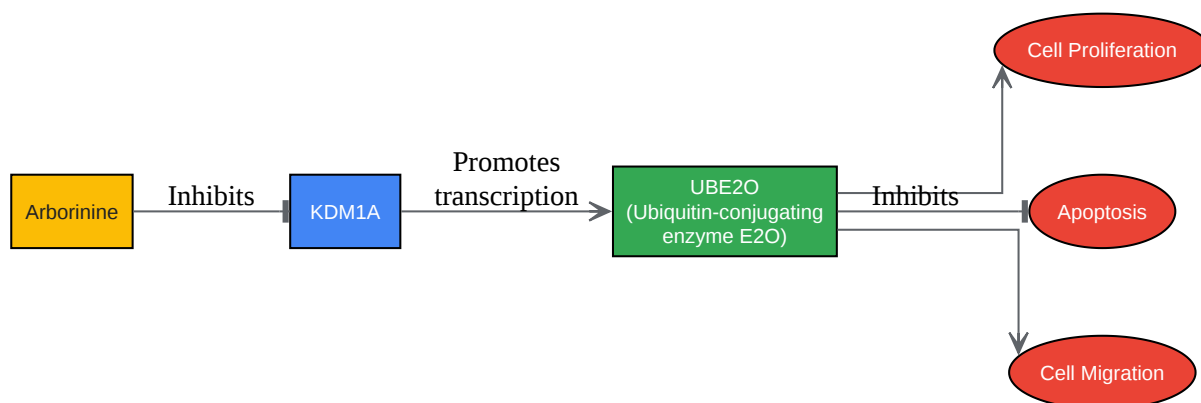 Cell Proliferation
Arborinine
Inhibits
KDM1A
Promotes
transcription
UBE2O
(Ubiquitin-conjugating
enzyme E2O)
Inhibits
Apoptosis
Cell Migration